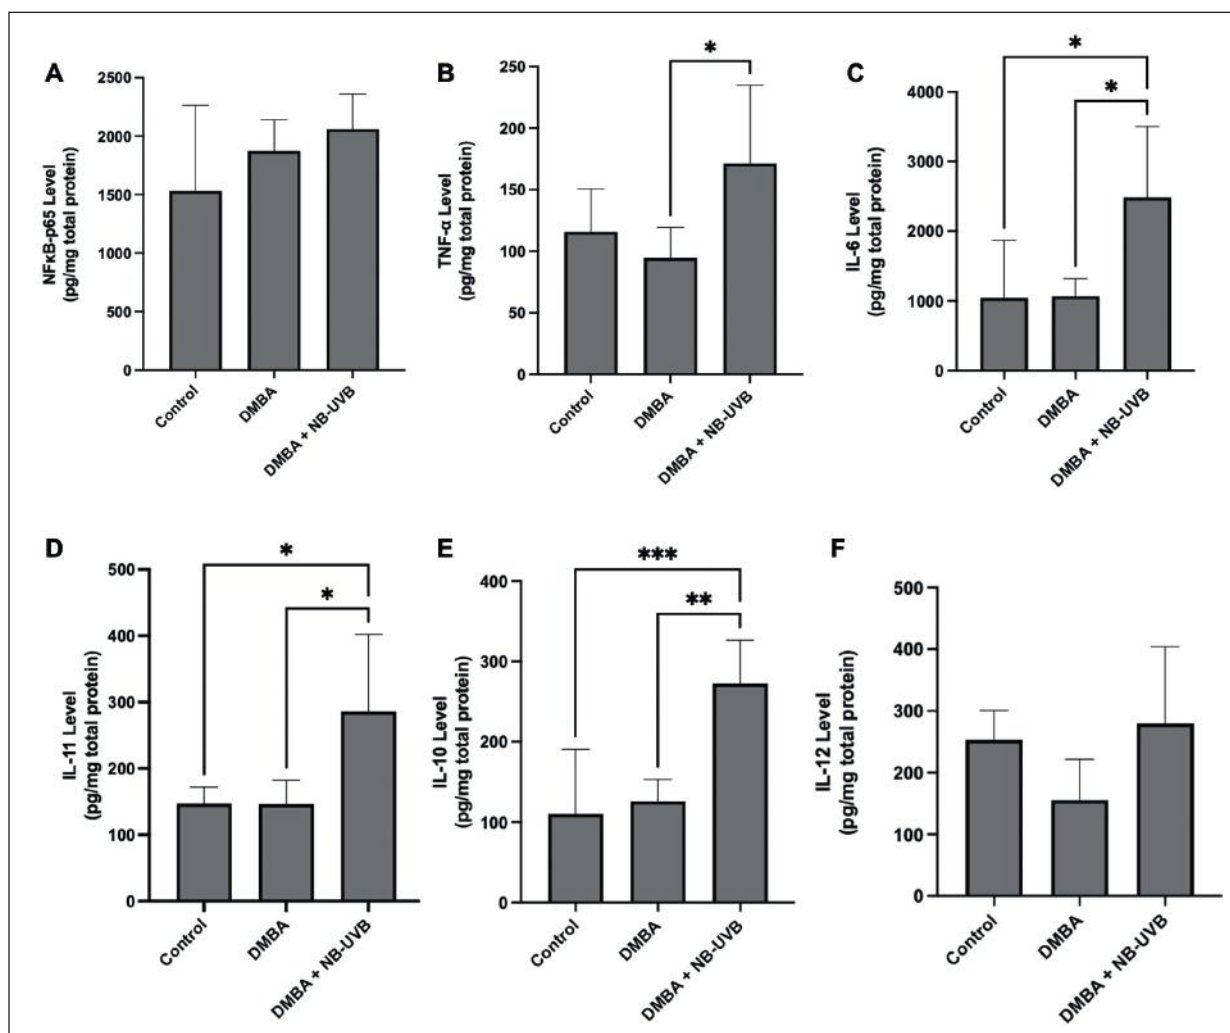 A
NFκB-p65 Level
(pg/mg total protein)
2500
2000
1500
1000
500
0
Control
DMBA
DMBA + NB-UVB
B
*
TNF-α Level
(pg/mg total protein)
250
200
150
100
50
0
Control
DMBA
DMBA + NB-UVB
C
*
*
IL-6 Level
(pg/mg total protein)
4000
3000
2000
1000
0
Control
DMBA
DMBA + NB-UVB
D
*
*
IL-11 Level
(pg/mg total protein)
500
400
300
200
100
0
Control
DMBA
DMBA + NB-UVB
E
***
**
IL-10 Level
(pg/mg total protein)
400
300
200
100
0
Control
DMBA
DMBA + NB-UVB
F
IL-12 Level
(pg/mg total protein)
500
400
300
200
100
0
Control
DMBA
DMBA + NB-UVB